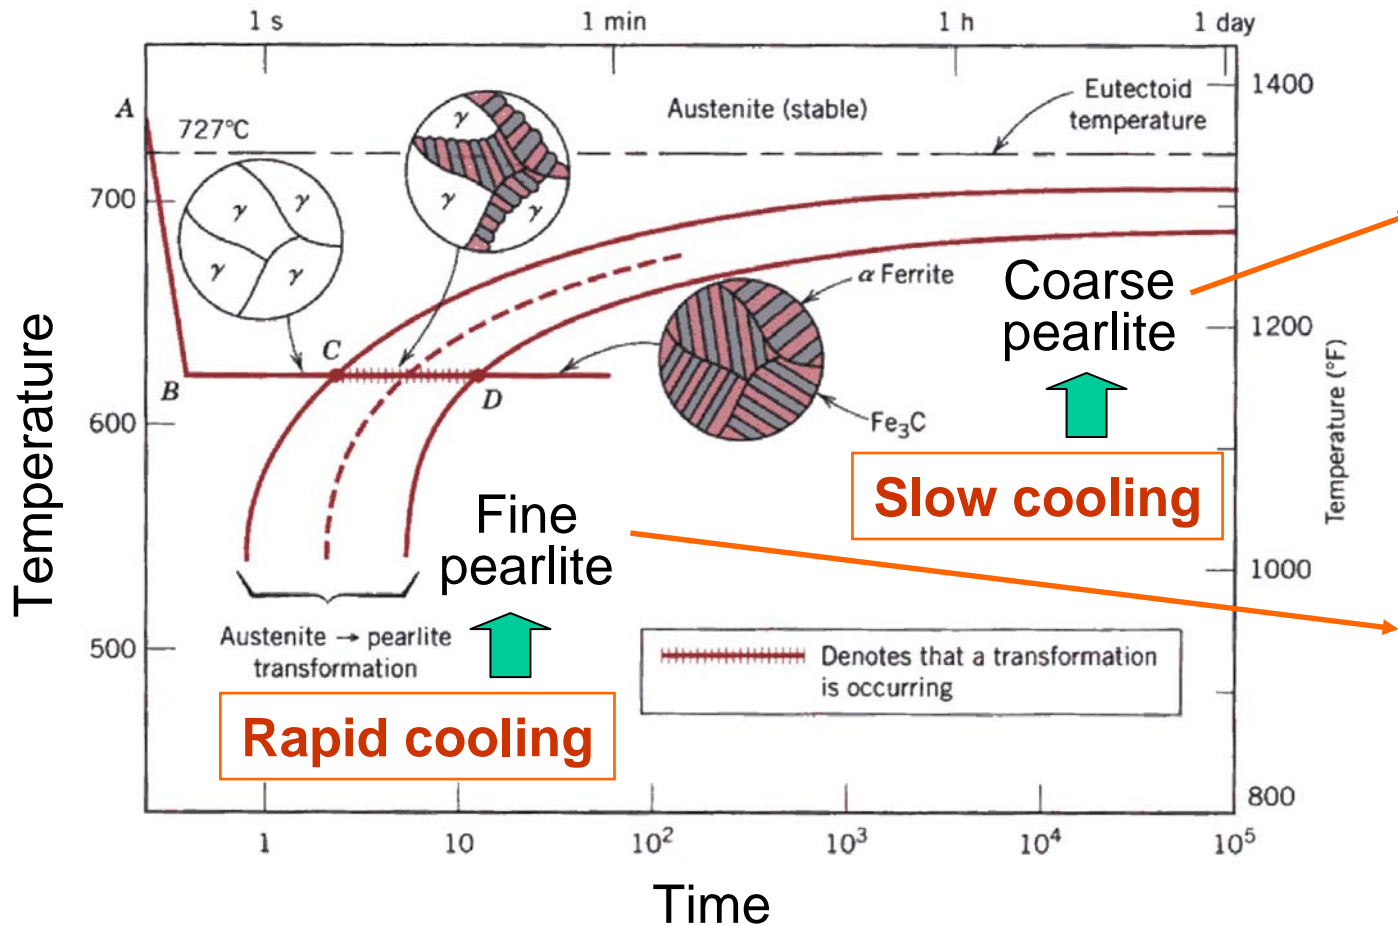 1 s
1 min
1 h
1 day
A
727°C
γ
γ
γ
γ
γ
γ
γ
Austenite (stable)
Eutectoid
temperature
1400
700
Temperature
B
C
D
α Ferrite
Fe₃C
Coarse
pearlite
1200
Temperature (°F)
600
Slow cooling
Fine
pearlite
1000
500
Austenite → pearlite
transformation
Denotes that a transformation
is occurring
Rapid cooling
800
1
10
10²
10³
10⁴
10⁵
Time